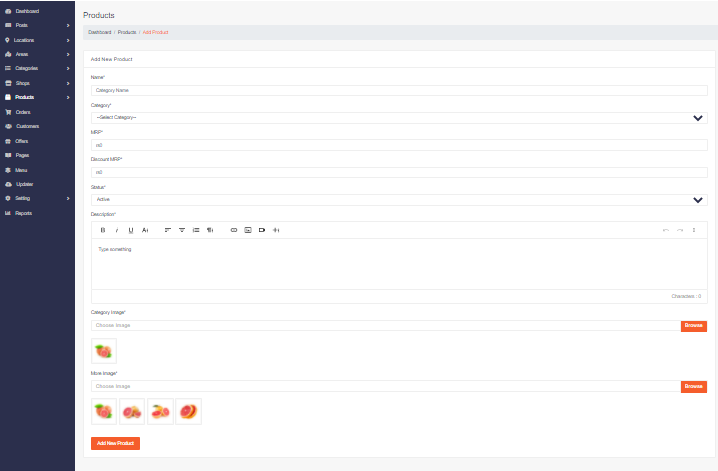 Dashboard
Posts
Locations
Areas
Categories
Shops
Products
Orders
Customers
Offers
Pages
Menu
Updater
Setting
Reports
Products
Dashboard / Products / Add Product
Add New Product
Name*
Category Name
Category*
--Select Category--
MRP*
Discount MRP*
Status*
Active
Description*
Type something
Characters : 0
Category Image*
Choose Image
Browse
More Image*
Choose Image
Browse
Add New Product